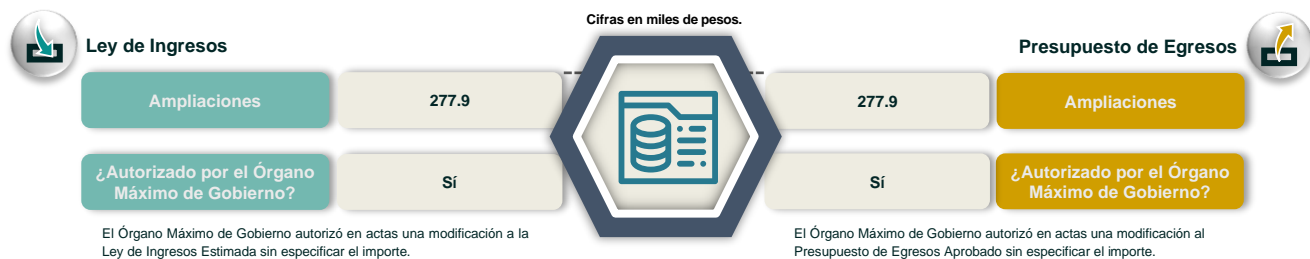 Cifras en miles de pesos.
Ley de Ingresos
Presupuesto de Egresos
Ampliaciones
277.9
277.9
Ampliaciones
¿Autorizado por el Órgano
Máximo de Gobierno?
Sí
Sí
¿Autorizado por el Órgano
Máximo de Gobierno?
El Órgano Máximo de Gobierno autorizó en actas una modificación a la
Ley de Ingresos Estimada sin especificar el importe.
El Órgano Máximo de Gobierno autorizó en actas una modificación al
Presupuesto de Egresos Aprobado sin especificar el importe.